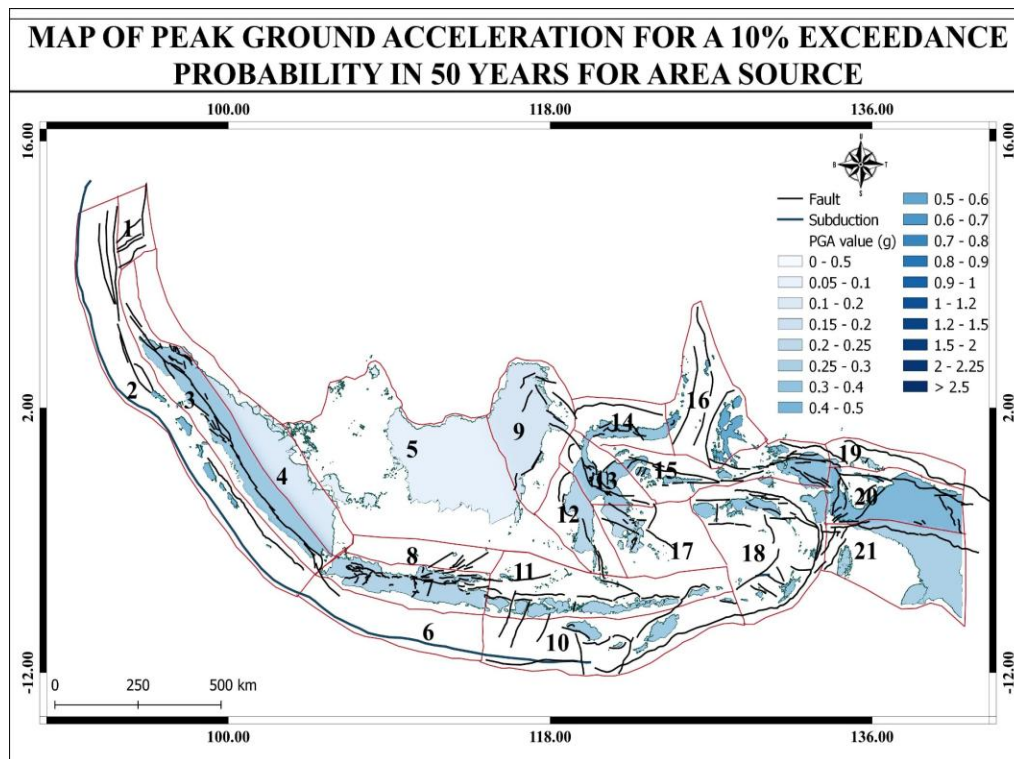 MAP OF PEAK GROUND ACCELERATION FOR A 10% EXCEEDANCE
PROBABILITY IN 50 YEARS FOR AREA SOURCE
100.00 118.00 136.00
16.00 16.00
Fault
Subduction
PGA value (g)
0 - 0.5
0.05 - 0.1
0.1 - 0.2
0.15 - 0.2
0.2 - 0.25
0.25 - 0.3
0.3 - 0.4
0.4 - 0.5
0.5 - 0.6
0.6 - 0.7
0.7 - 0.8
0.8 - 0.9
0.9 - 1
1 - 1.2
1.2 - 1.5
1.5 - 2
2 - 2.25
> 2.5
1
2.00 2.00
2
3
4
5
9
14
16
13
15
19
20
12
17
18
21
8
11
7
6
10
-12.00 -12.00
0 250 500 km
100.00 118.00 136.00